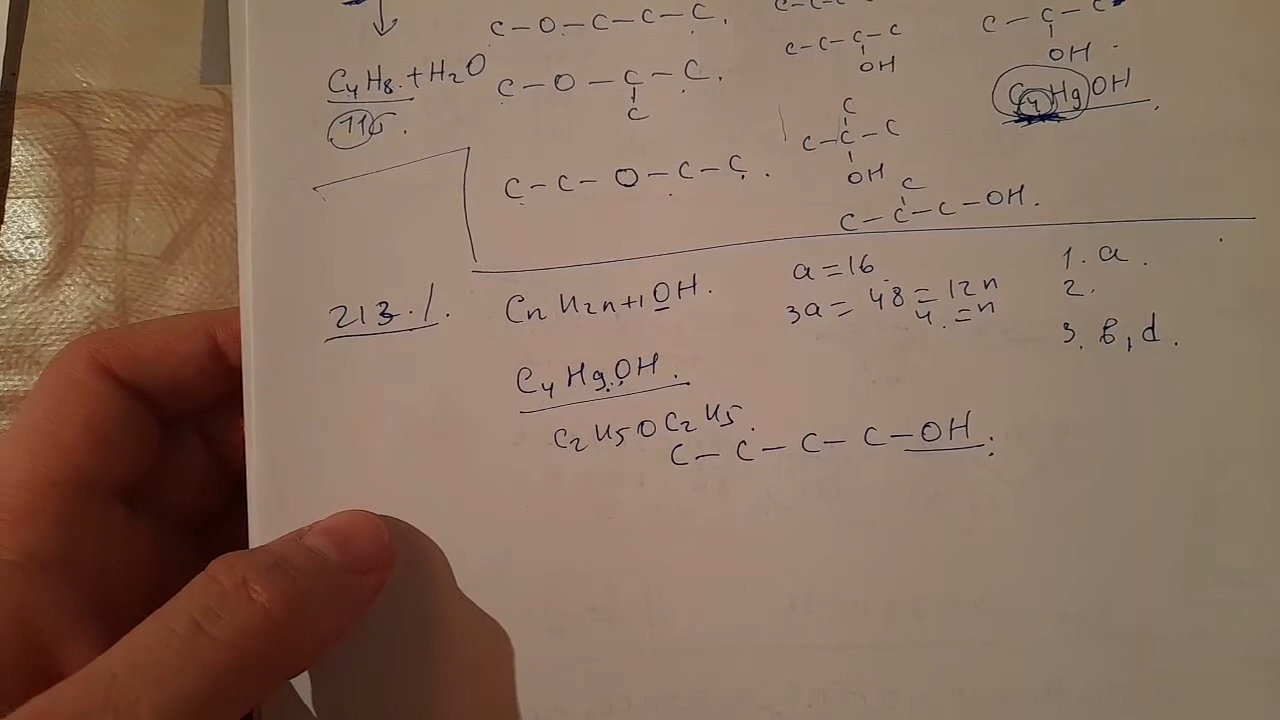 C-O-C-C-C.
C-C-C
C-C-C
OH.
C-C-C-C
OH
C4H8.+H2O
C-O-C-C.
C
C4H9OH.
116.
C
C-C-C
OH
C-C-O-C-C.
C
C-C-C-OH.
213.1.
CnH2n+1OH.
a=16
3a=48=12n
4.=n
1. a.
2.
3. b, d.
C4H9OH.
C2H5OC2H5.
C-C-C-C-OH.